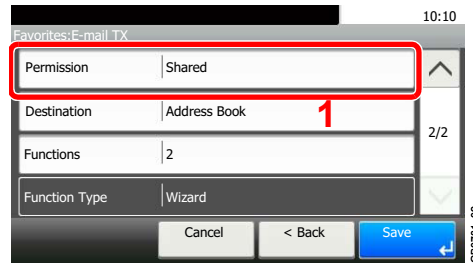 10:10
Favorites:E-mail TX
Permission Shared
Destination Address Book
1
2/2
Functions 2
Function Type Wizard
Cancel < Back Save